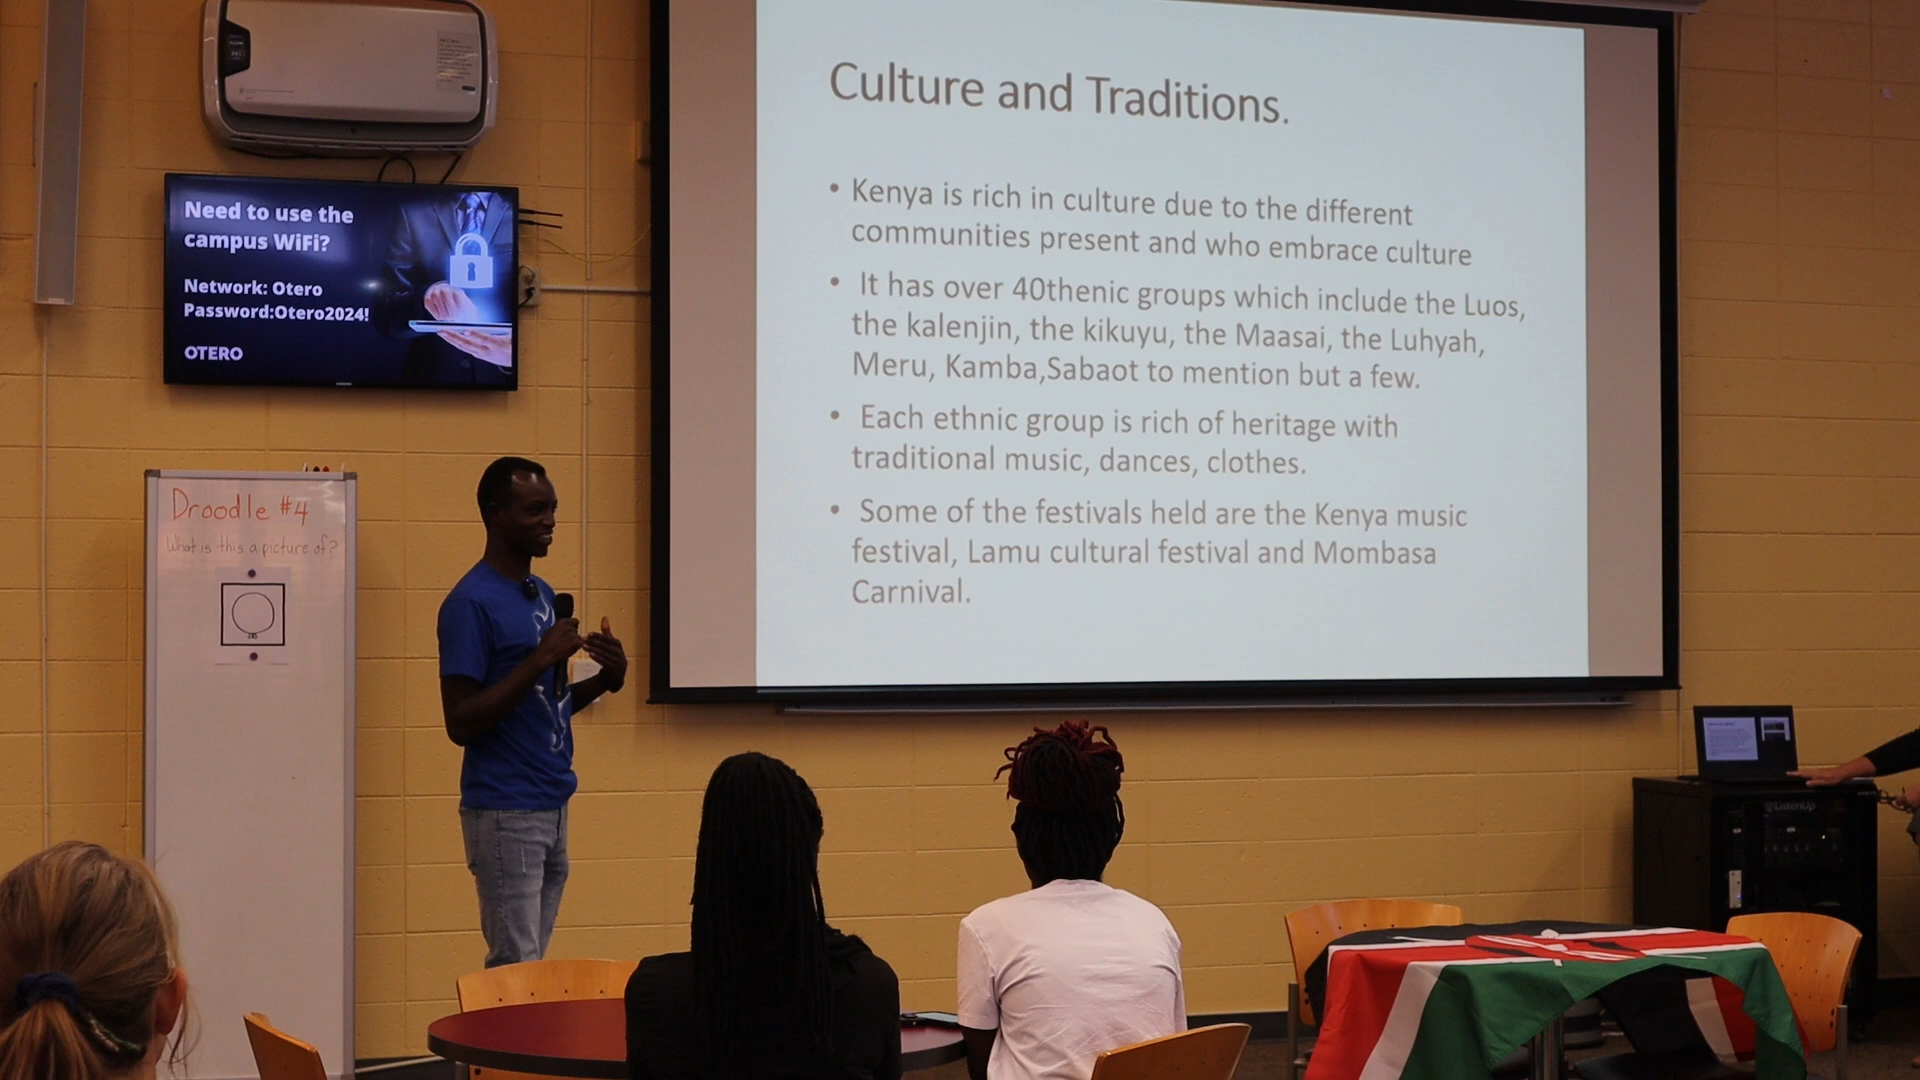 Culture and Traditions.
• Kenya is rich in culture due to the different
communities present and who embrace culture
• It has over 40thenic groups which include the Luos,
the kalenjin, the kikuyu, the Maasai, the Luhyah,
Meru, Kamba,Sabaot to mention but a few.
• Each ethnic group is rich of heritage with
traditional music, dances, clothes.
• Some of the festivals held are the Kenya music
festival, Lamu cultural festival and Mombasa
Carnival.
Need to use the
campus WiFi?
Network: Otero
Password:Otero2024!
OTERO
Droodle #4
What is this a picture of?
ListenUp